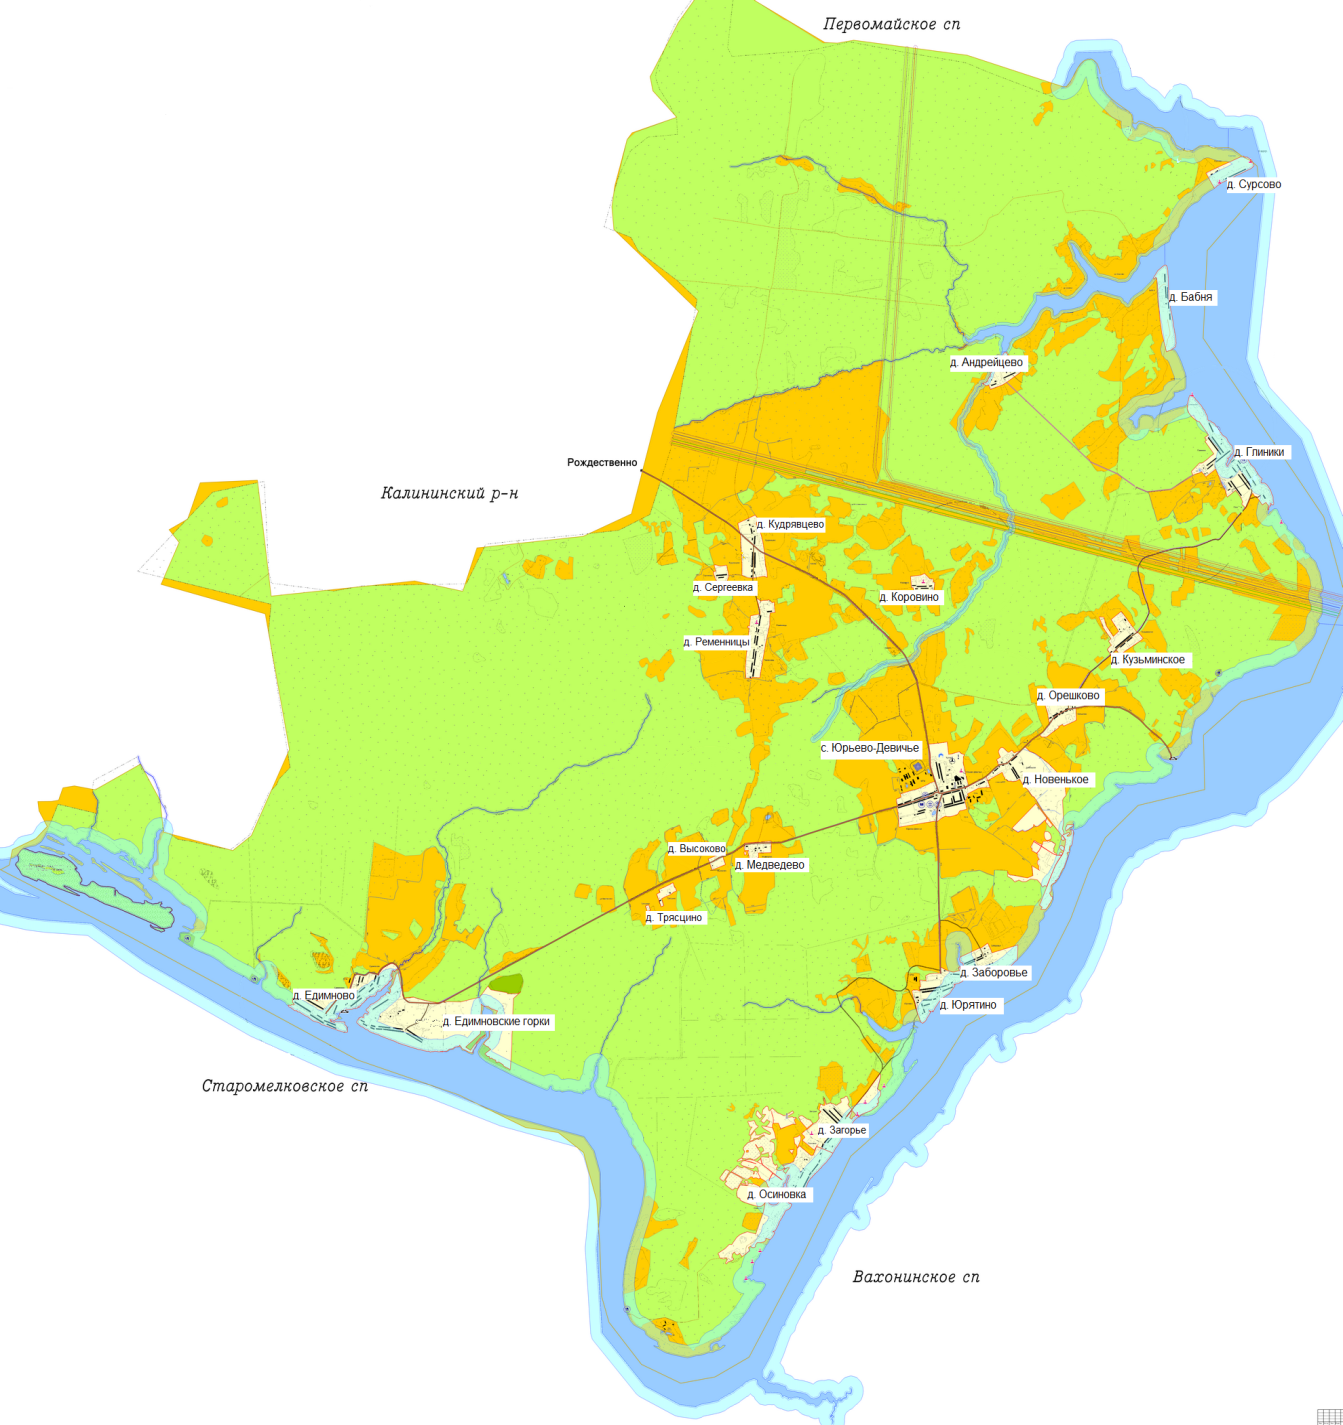 Первомайское сп
д. Сурсово
д. Бабня
д. Андрейцево
д. Глиники
Рождественно
Калининский р-н
д. Кудрявцево
д. Сергеевка
д. Коровино
д. Ременницы
д. Кузьминское
д. Орешково
с. Юрьево-Девичье
д. Новенькое
д. Высоково
д. Медведево
д. Трясцино
д. Заборовье
д. Едимново
д. Юрятино
д. Едимновские горки
Старомелковское сп
д. Загорье
д. Осиновка
Вахонинское сп